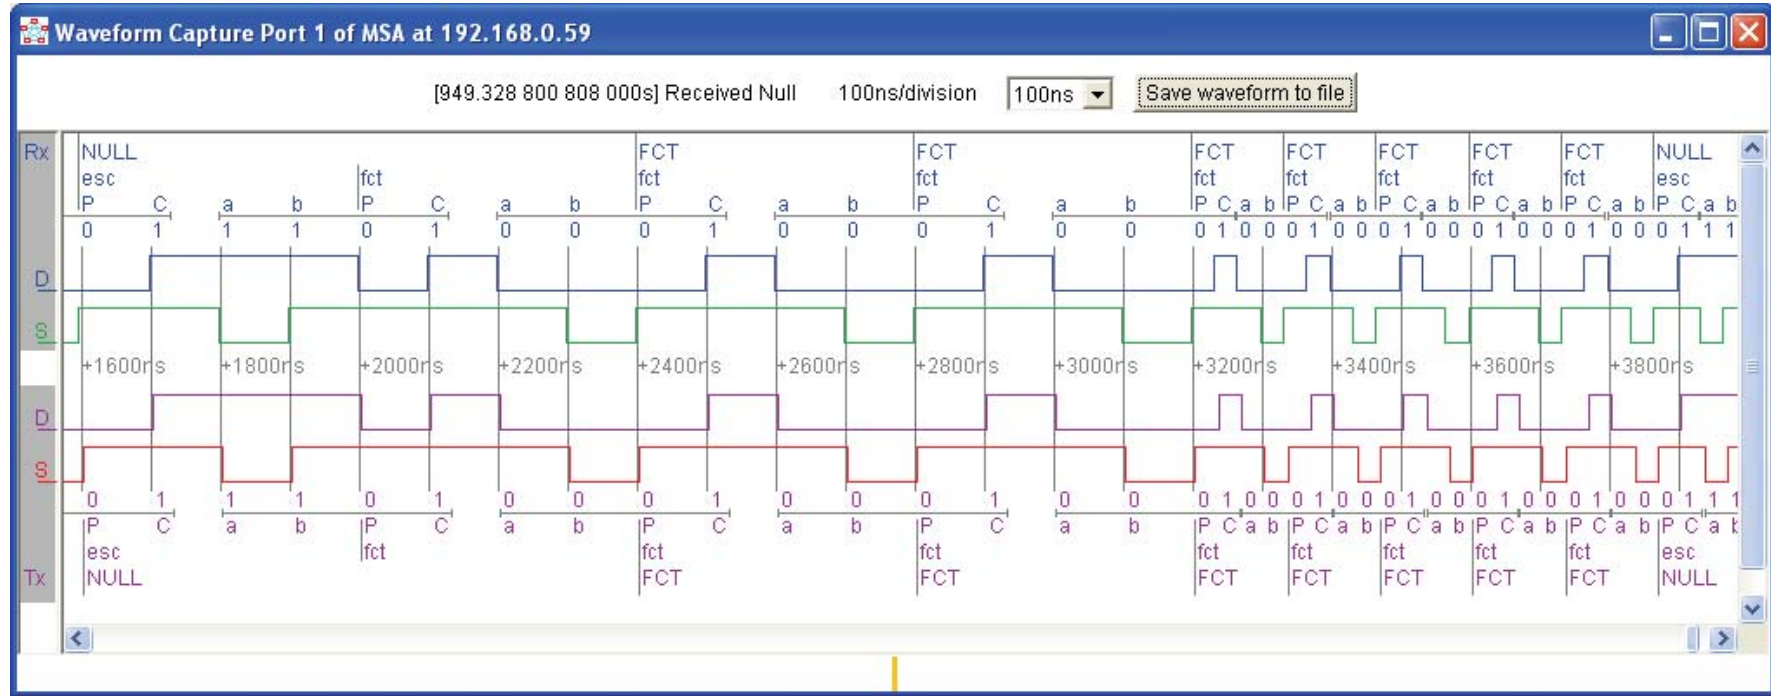 Waveform Capture Port 1 of MSA at 192.168.0.59
[949.328 800 808 000s] Received Null 100ns/division 100ns Save waveform to file
Rx NULL FCT FCT FCT FCT FCT FCT FCT NULL
esc fct fct fct fct fct fct fct fct esc
P C a b P C a b P C a b P C a b P C a b P C a b P C a b P C a b P C a b P C a b
0 1 1 1 0 1 0 0 0 1 0 0 0 1 0 0 0 1 0 0 0 1 0 0 0 1 0 0 0 1 0 0 0 1 0 0 0 1 1 1
D
S
+1600ns +1800ns +2000ns +2200ns +2400ns +2600ns +2800ns +3000ns +3200ns +3400ns +3600ns +3800ns
D
S
0 1 1 1 0 1 0 0 0 1 0 0 0 1 0 0 0 1 0 0 0 1 0 0 0 1 0 0 0 1 0 0 0 1 0 0 0 1 1 1
P C a b P C a b P C a b P C a b P C a b P C a b P C a b P C a b P C a b P C a b
esc fct fct fct fct fct fct fct fct esc
Tx NULL FCT FCT FCT FCT FCT FCT FCT NULL